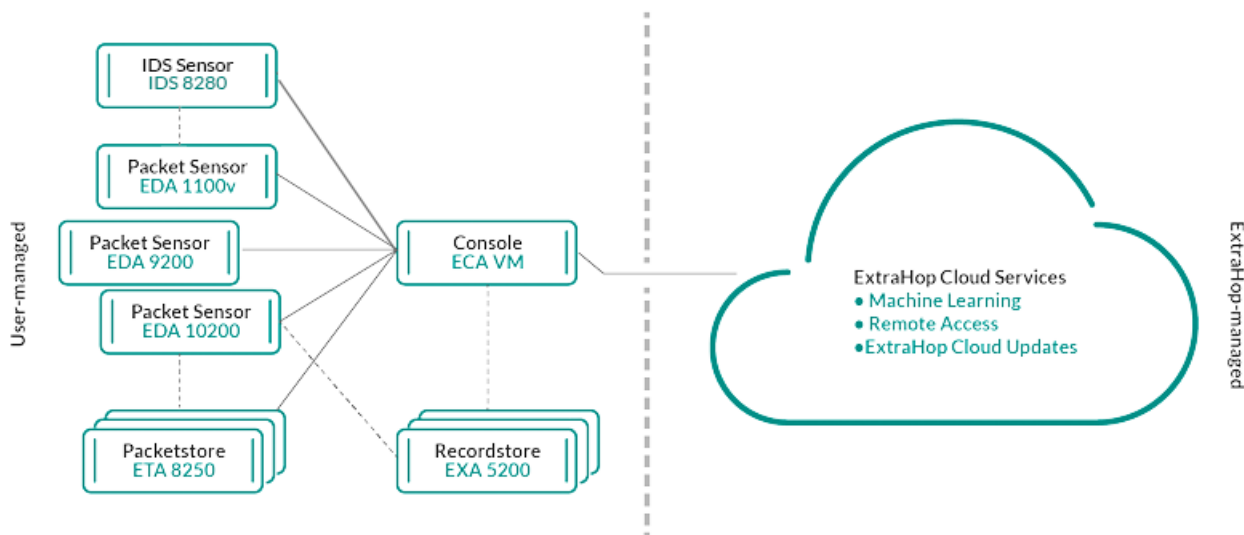 User-managed
IDS Sensor
IDS 8280
Packet Sensor
EDA 1100v
Packet Sensor
EDA 9200
Packet Sensor
EDA 10200
Packetstore
ETA 8250
Console
ECA VM
Recordstore
EXA 5200
ExtraHop Cloud Services
● Machine Learning
● Remote Access
●ExtraHop Cloud Updates
ExtraHop-managed